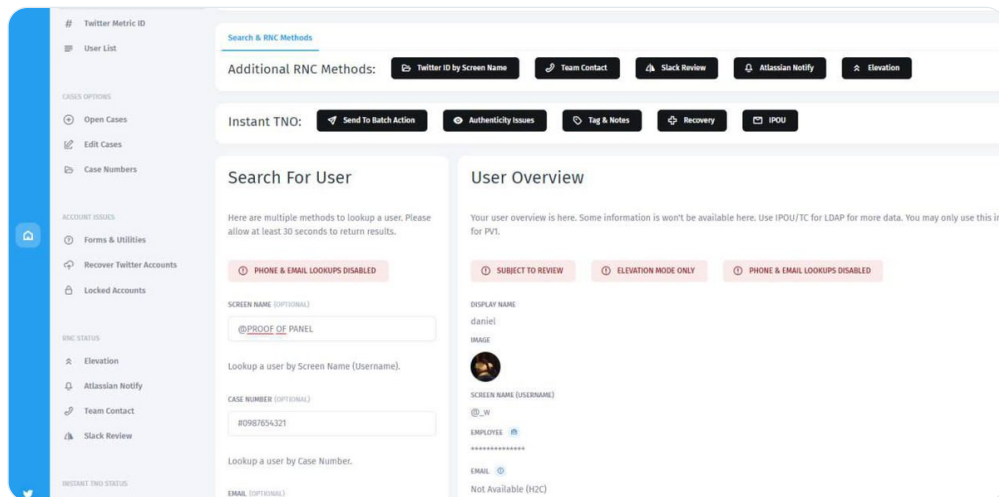 Twitter Metric ID
User List
CASES OPTIONS
Open Cases
Edit Cases
Case Numbers
ACCOUNT ISSUES
Forms & Utilities
Recover Twitter Accounts
Locked Accounts
RNC STATUS
Elevation
Atlassian Notify
Team Contact
Slack Review
INSTANT TNO STATUS
Search & RNC Methods
Additional RNC Methods: Twitter ID by Screen Name Team Contact Slack Review Atlassian Notify Elevation
Instant TNO: Send To Batch Action Authenticity Issues Tag & Notes Recovery IPOU
Search For User
Here are multiple methods to lookup a user. Please
allow at least 30 seconds to return results.
PHONE & EMAIL LOOKUPS DISABLED
SCREEN NAME (OPTIONAL)
@PROOF OF PANEL
Lookup a user by Screen Name (Username).
CASE NUMBER (OPTIONAL)
#0987654321
Lookup a user by Case Number.
EMAIL (OPTIONAL)
User Overview
Your user overview is here. Some information is won't be available here. Use IPOU/TC for LDAP for more data. You may only use this
for PV1.
SUBJECT TO REVIEW ELEVATION MODE ONLY PHONE & EMAIL LOOKUPS DISABLED
DISPLAY NAME
daniel
IMAGE
SCREEN NAME (USERNAME)
@_w
EMPLOYEE
**************
EMAIL
Not Available (H2C)